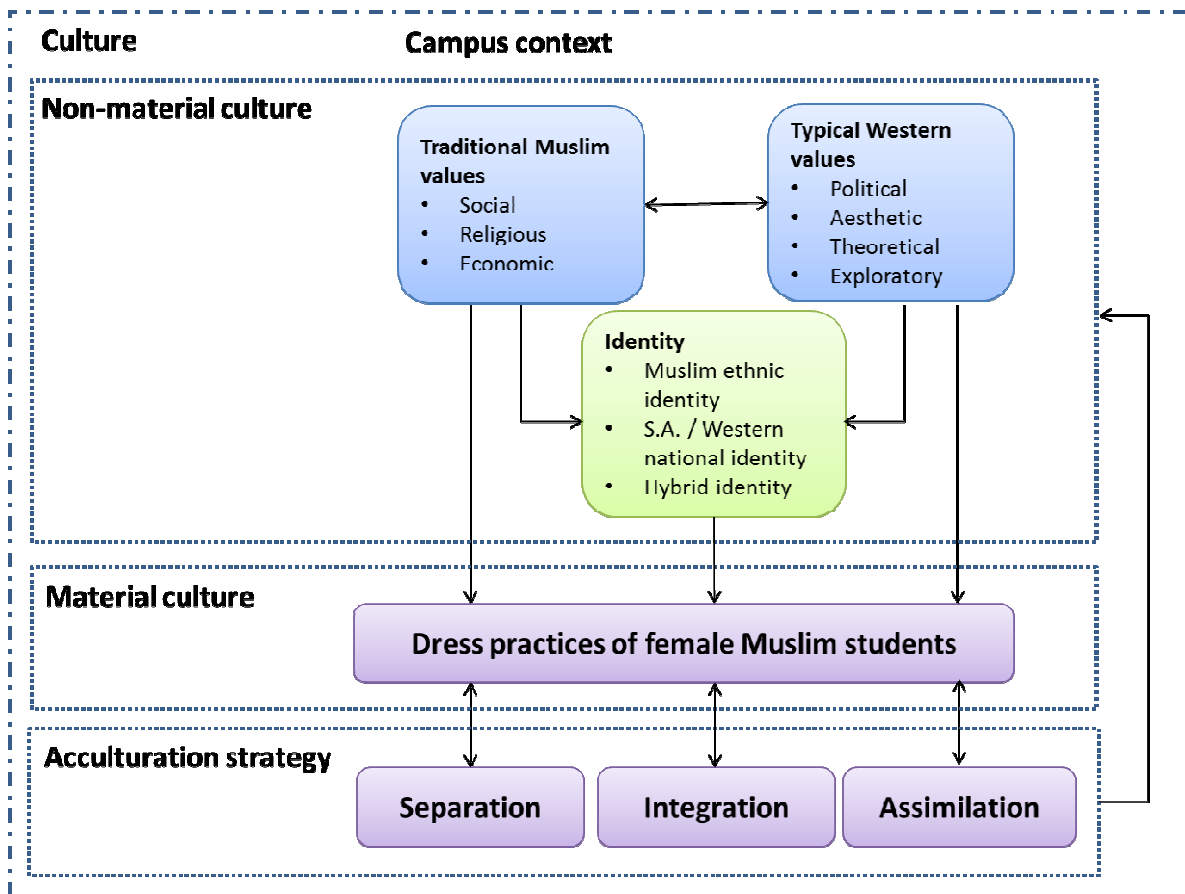 Culture
Campus context
Non-material culture
Traditional Muslim
values
• Social
• Religious
• Economic
Typical Western
values
• Political
• Aesthetic
• Theoretical
• Exploratory
Identity
• Muslim ethnic
identity
• S.A. / Western
national identity
• Hybrid identity
Material culture
Dress practices of female Muslim students
Acculturation strategy
Separation
Integration
Assimilation